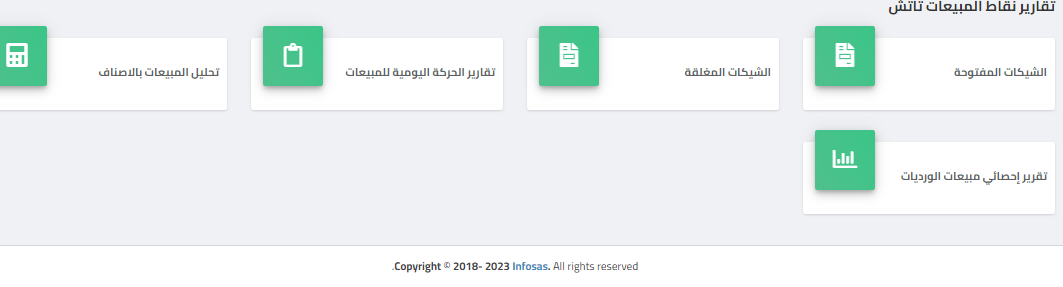 تقارير نقاط المبيعات تاتش
الشيكات المفتوحة
الشيكات المغلقة
تقارير الحركة اليومية للمبيعات
تحليل المبيعات بالاصناف
تقرير إحصائي مبيعات الورديات
.Copyright © 2018- 2023 Infosas. All rights reserved